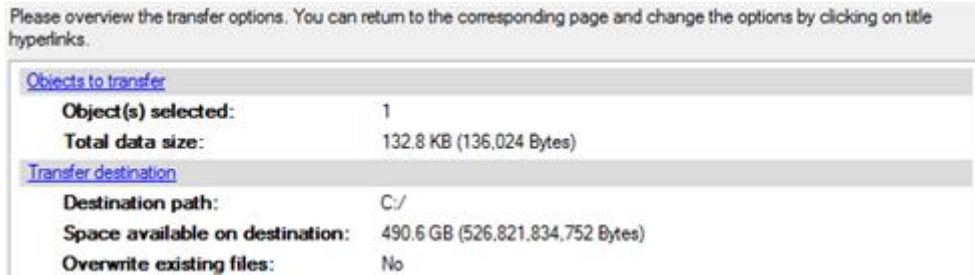 Please overview the transfer options. You can return to the corresponding page and change the options by clicking on title
hyperlinks.
Objects to transfer
Object(s) selected: 1
Total data size: 132.8 KB (136,024 Bytes)
Transfer destination
Destination path: C:/
Space available on destination: 490.6 GB (526,821,834,752 Bytes)
Overwrite existing files: No